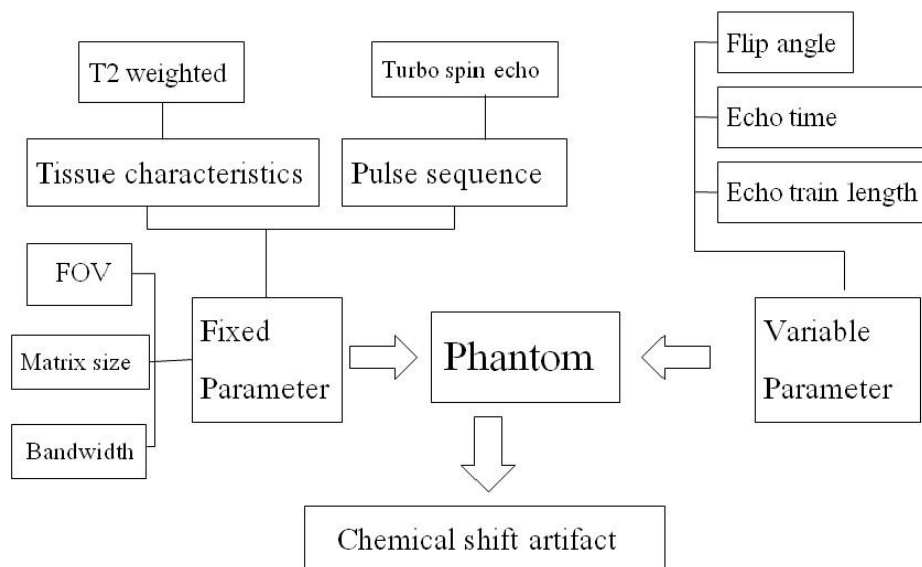 Flip angle
T2 weighted
Turbo spin echo
Echo time
Tissue characteristics
Pulse sequence
Echo train length
FOV
Matrix size
Bandwidth
Fixed
Parameter
Phantom
Variable
Parameter
Chemical shift artifact